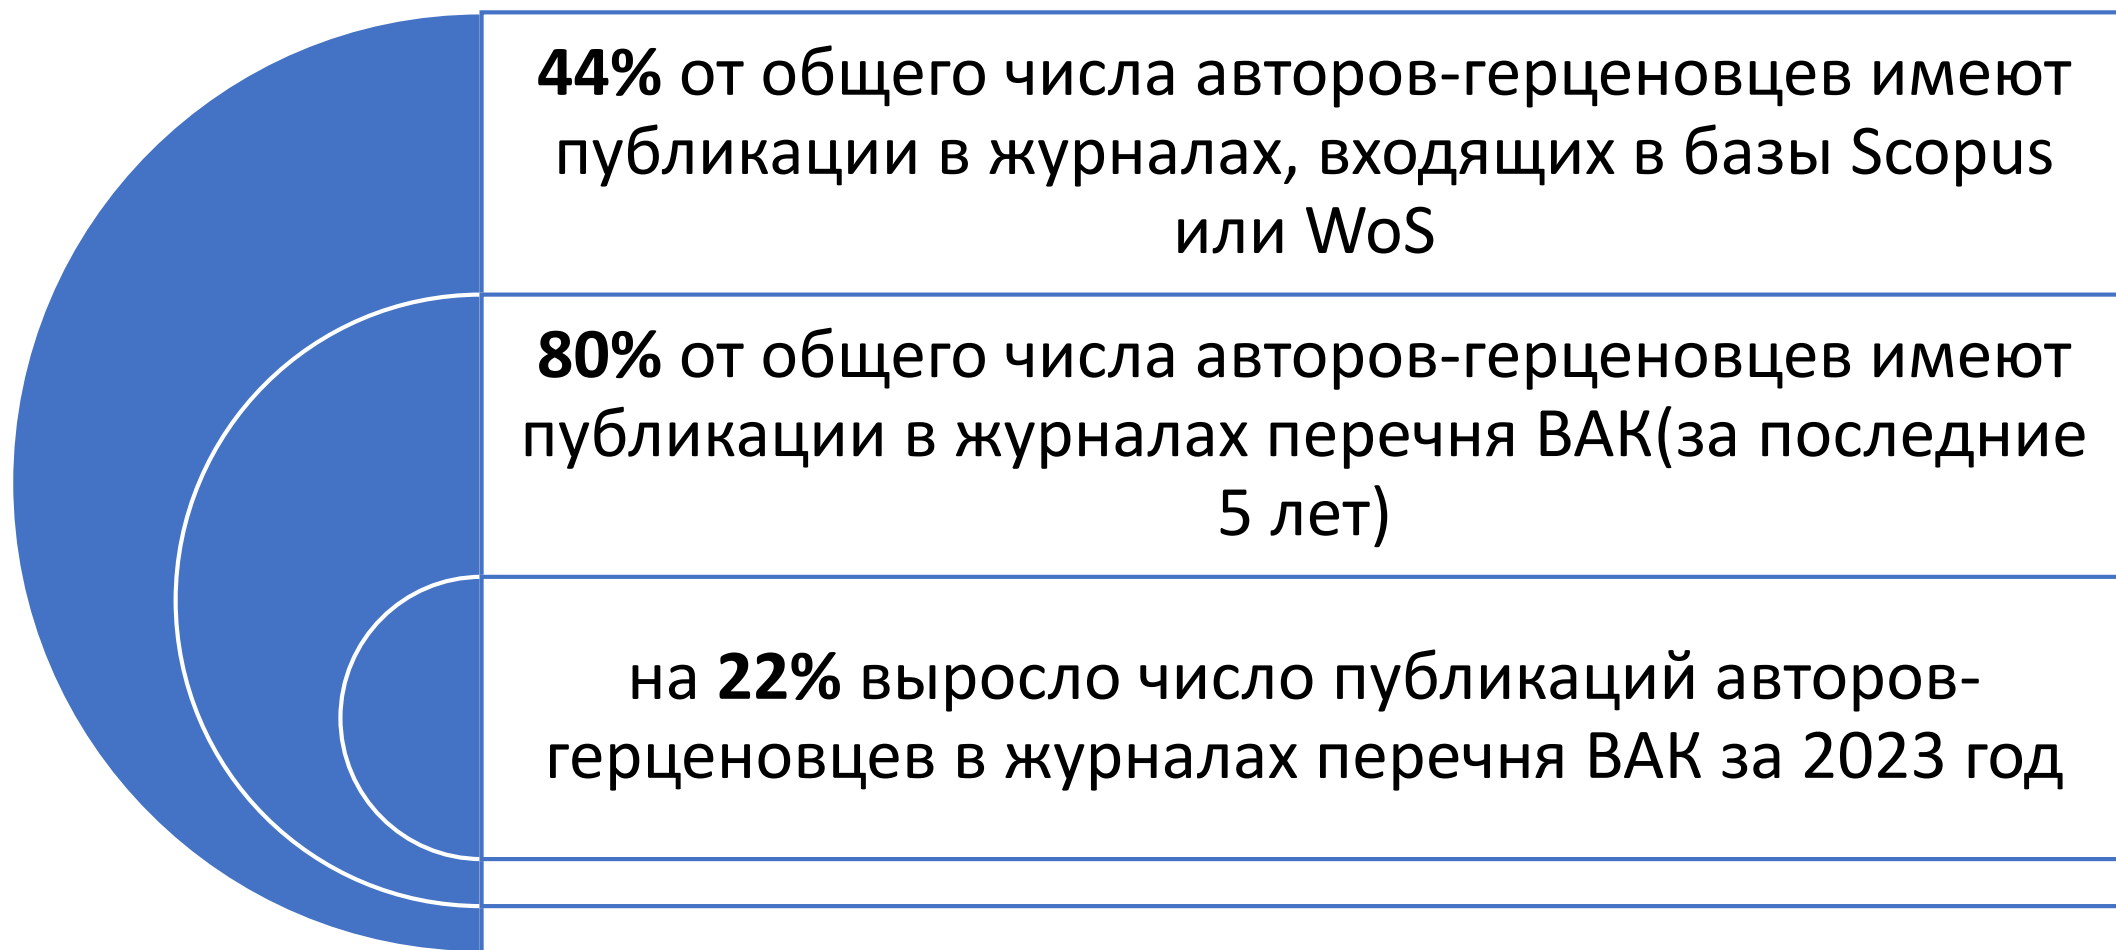 44% от общего числа авторов-герценовцев имеют
публикации в журналах, входящих в базы Scopus
или WoS
80% от общего числа авторов-герценовцев имеют
публикации в журналах перечня ВАК(за последние
5 лет)
на 22% выросло число публикаций авторов-
герценовцев в журналах перечня ВАК за 2023 год